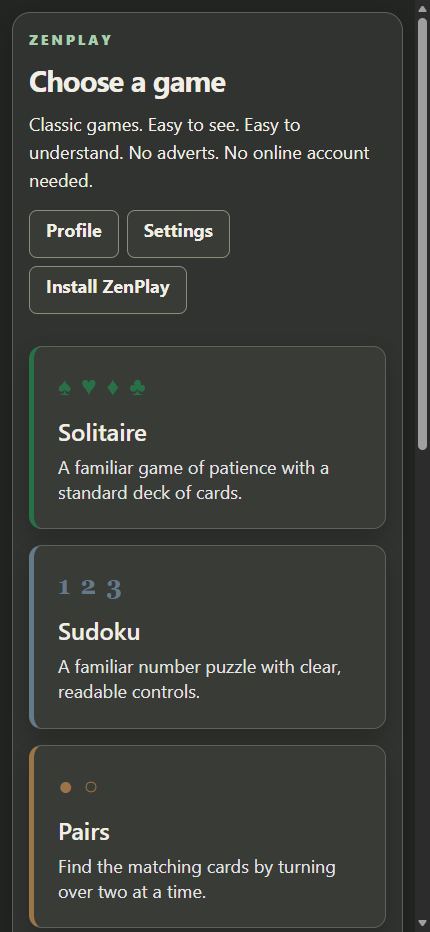 ZENPLAY
Choose a game
Classic games. Easy to see. Easy to
understand. No adverts. No online account
needed.
Profile
Settings
Install ZenPlay
♠ ♥ ♦ ♣
Solitaire
A familiar game of patience with a
standard deck of cards.
1 2 3
Sudoku
A familiar number puzzle with clear,
readable controls.
● ○
Pairs
Find the matching cards by turning
over two at a time.